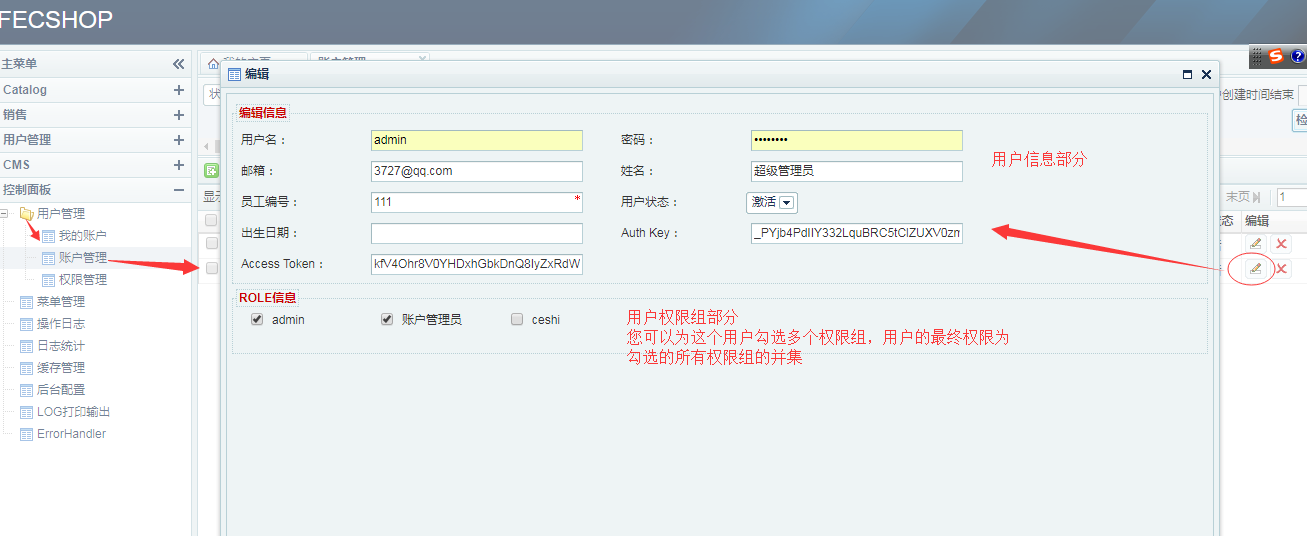 FECSHOP
主菜单
Catalog
销售
用户管理
CMS
控制面板
用户管理
我的账户
账户管理
权限管理
菜单管理
操作日志
日志统计
缓存管理
后台配置
LOG打印输出
ErrorHandler
编辑
创建时间结束
末页
1
编辑
编辑信息
用户名：
admin
密码：
••••••••
邮箱：
3727@qq.com
姓名：
超级管理员
员工编号：
111
*
用户状态：
激活
出生日期：
Auth Key：
Access Token：
用户信息部分
ROLE信息
admin
账户管理员
ceshi
用户权限组部分
您可以为这个用户勾选多个权限组，用户的最终权限为
勾选的所有权限组的并集